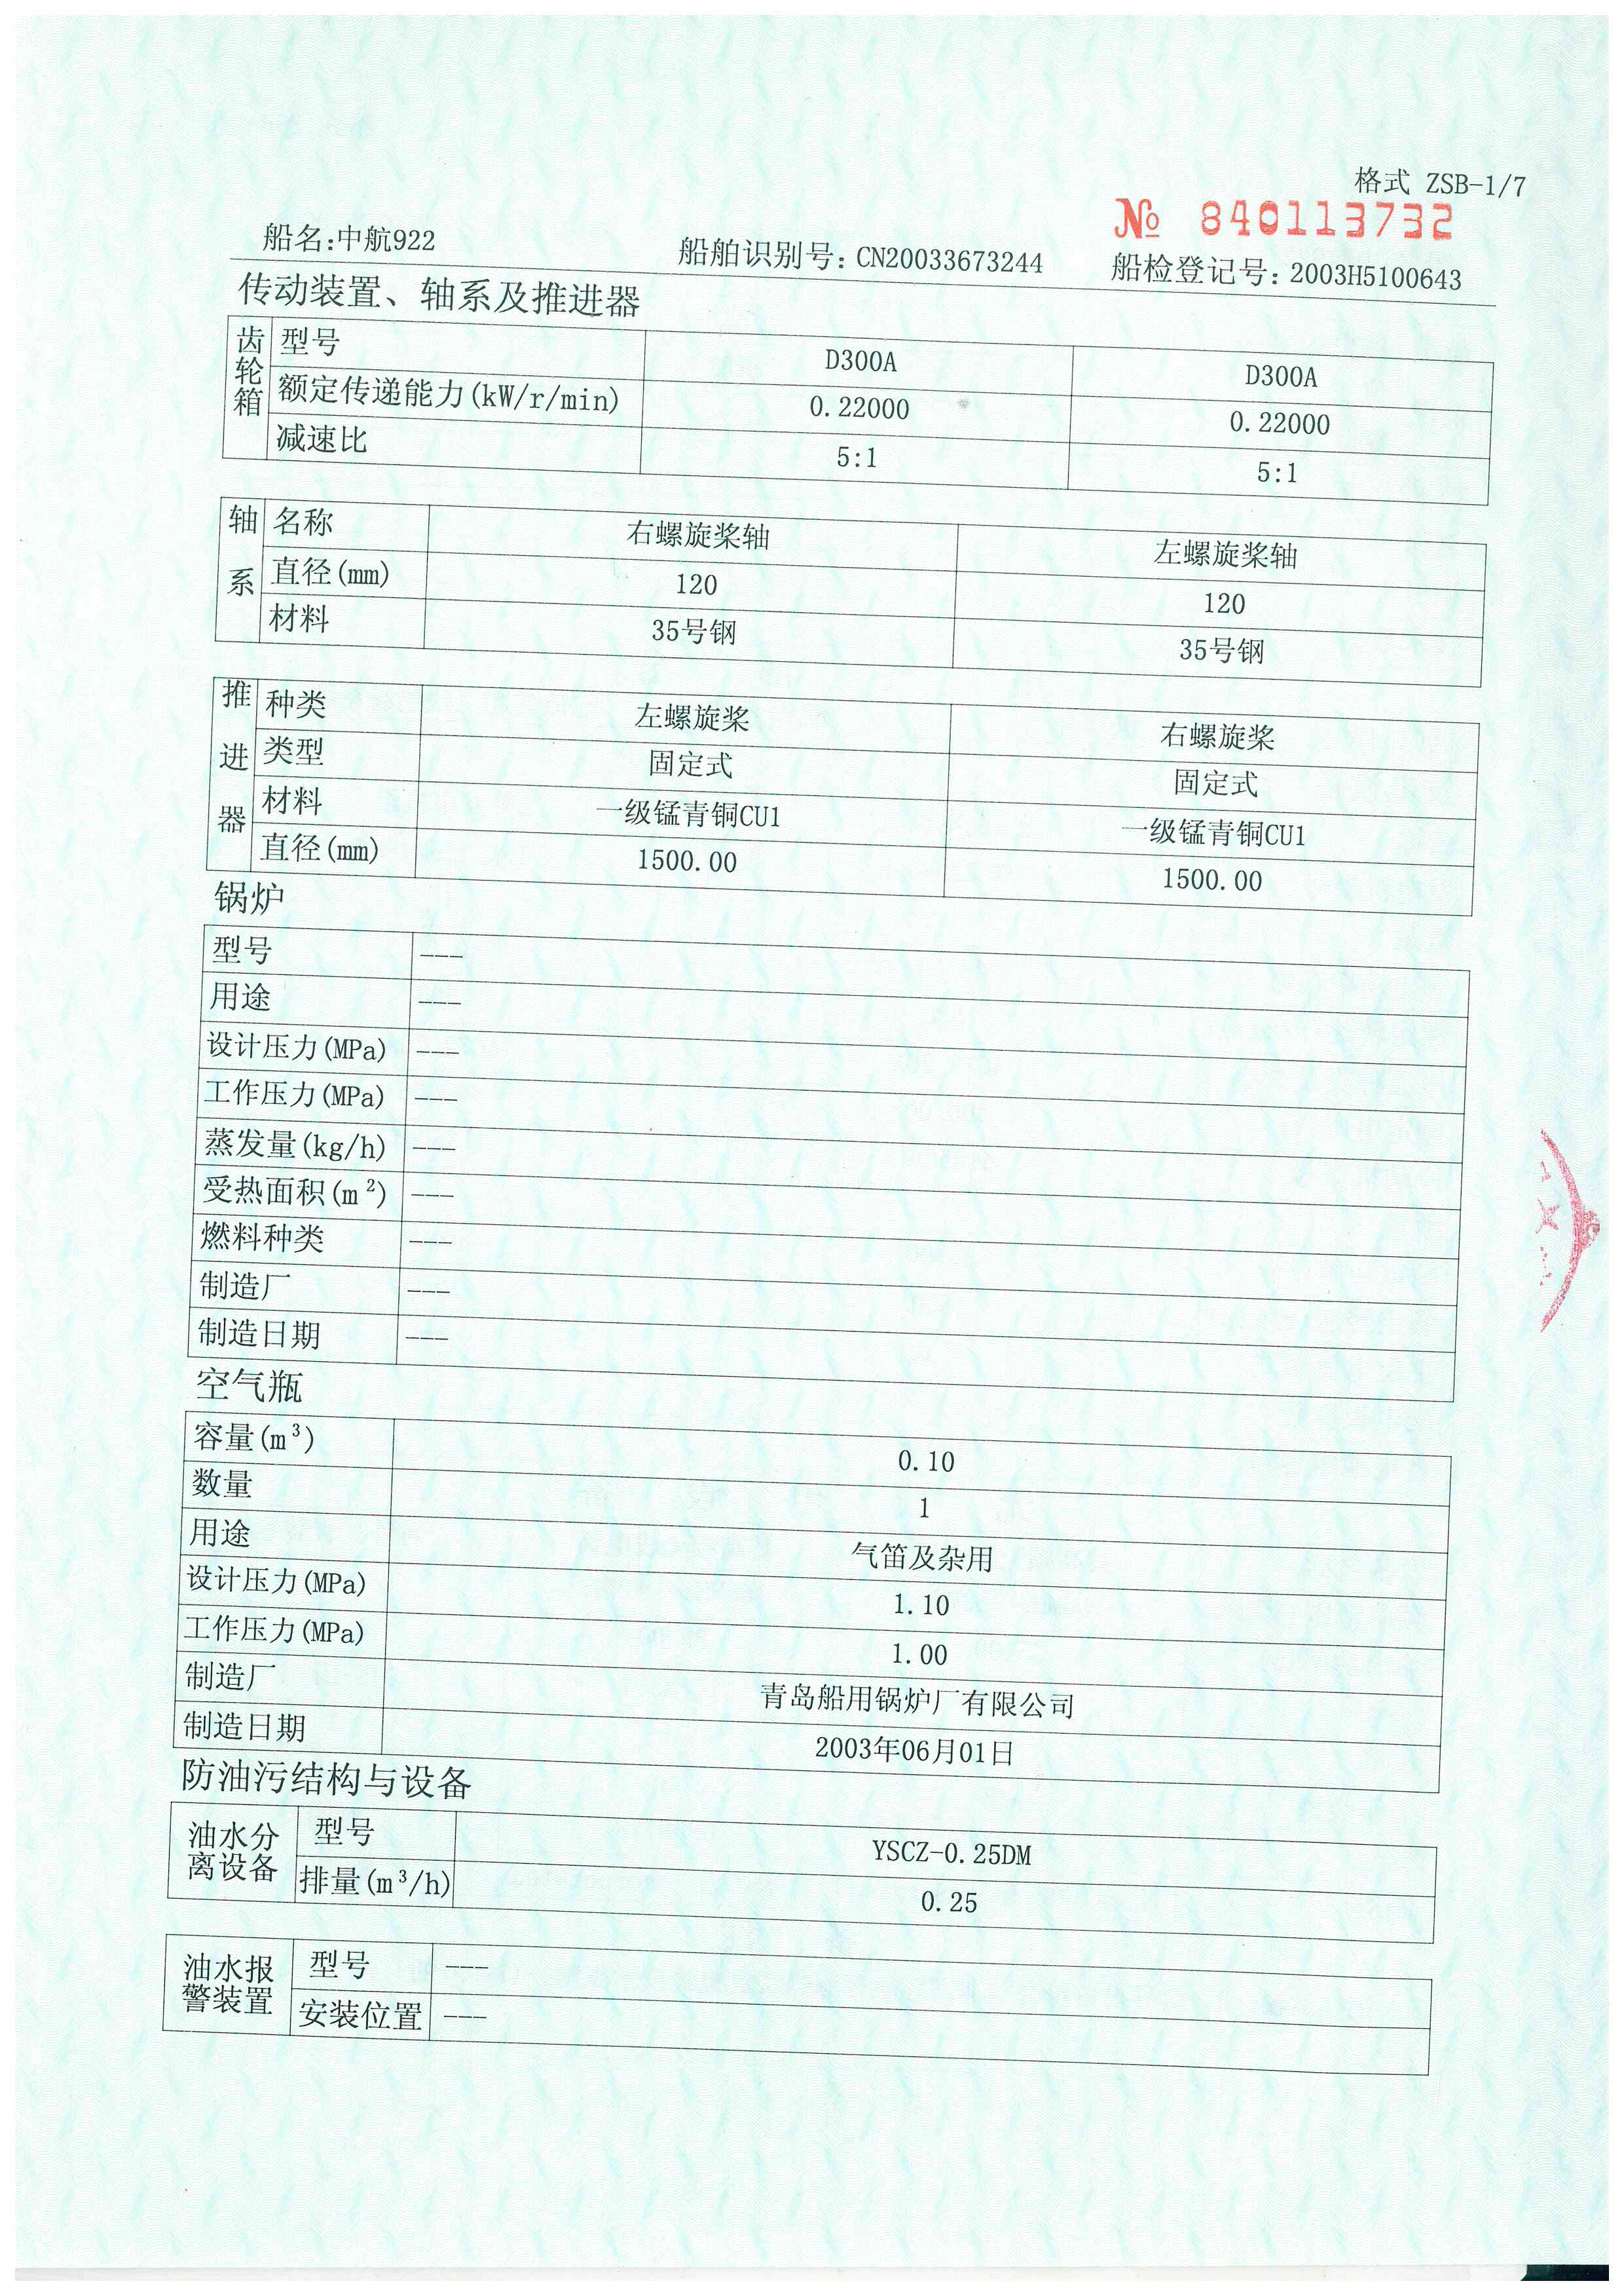 格式 ZSB-1/7
№ 840113732
船名:中航922 船舶识别号: CN20033673244 船检登记号: 2003H5100643
传动装置、轴系及推进器
齿轮箱
型号 D300A D300A
额定传递能力(kW/r/min) 0.22000 0.22000
减速比 5:1 5:1
轴系
名称 右螺旋桨轴 左螺旋桨轴
直径(mm) 120 120
材料 35号钢 35号钢
推进器
种类 左螺旋桨 右螺旋桨
类型 固定式 固定式
材料 一级锰青铜CU1 一级锰青铜CU1
直径(mm) 1500.00 1500.00
锅炉
型号 ---
用途 ---
设计压力(MPa) ---
工作压力(MPa) ---
蒸发量(kg/h) ---
受热面积(m²) ---
燃料种类 ---
制造厂 ---
制造日期 ---
空气瓶
容量(m³) 0.10
数量 1
用途 气笛及杂用
设计压力(MPa) 1.10
工作压力(MPa) 1.00
制造厂 青岛船用锅炉厂有限公司
制造日期 2003年06月01日
防油污结构与设备
油水分离设备
型号 YSCZ-0.25DM
排量(m³/h) 0.25
油水报警装置
型号 ---
安装位置 ---